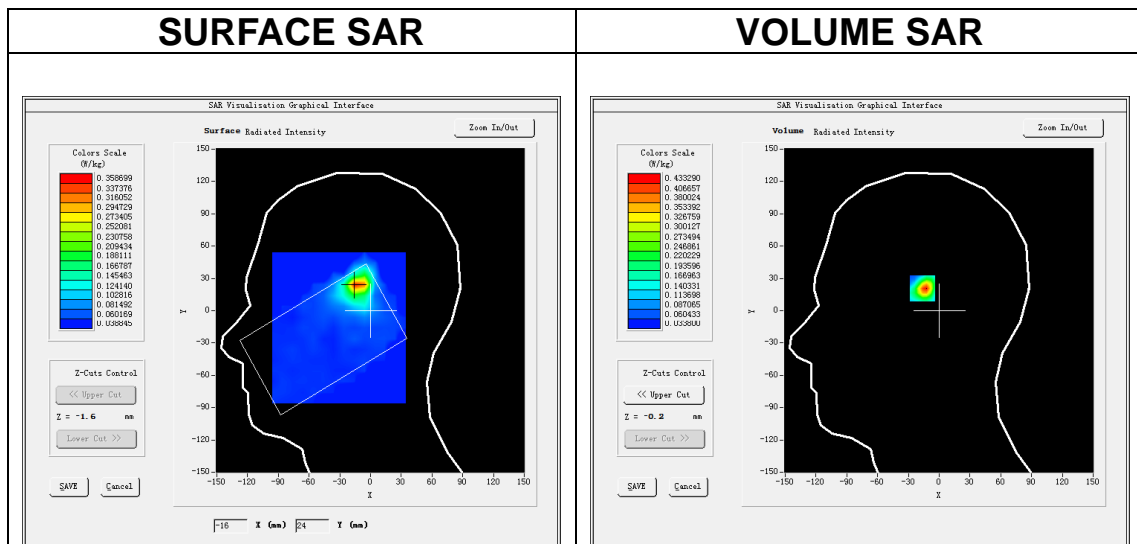 SURFACE SAR
SAR Visualisation Graphical Interface
Surface Radiated Intensity
Zoom In/Out
Colors Scale
(W/kg)
0.358699
0.337376
0.316052
0.294729
0.273405
0.252081
0.230758
0.209434
0.188111
0.166787
0.145463
0.124140
0.102816
0.081492
0.060169
0.038845
Z-Cuts Control
<< Upper Cut
Z = -1.6 mm
Lower Cut >>
SAVE Cancel
150
120
90
60
30
0
-30
-60
-90
-120
-150
Y
-150 -120 -90 -60 -30 0 30 60 90 120 150
X
-16 X (mm) 24 Y (mm)
VOLUME SAR
SAR Visualisation Graphical Interface
Volume Radiated Intensity
Zoom In/Out
Colors Scale
(W/kg)
0.433290
0.406657
0.380024
0.353392
0.326759
0.300127
0.273494
0.246861
0.220229
0.193596
0.166963
0.140331
0.113698
0.087065
0.060433
0.033800
Z-Cuts Control
<< Upper Cut
Z = -0.2 mm
Lower Cut >>
SAVE Cancel
150
120
90
60
30
0
-30
-60
-90
-120
-150
Y
-150 -120 -90 -60 -30 0 30 60 90 120 150
X